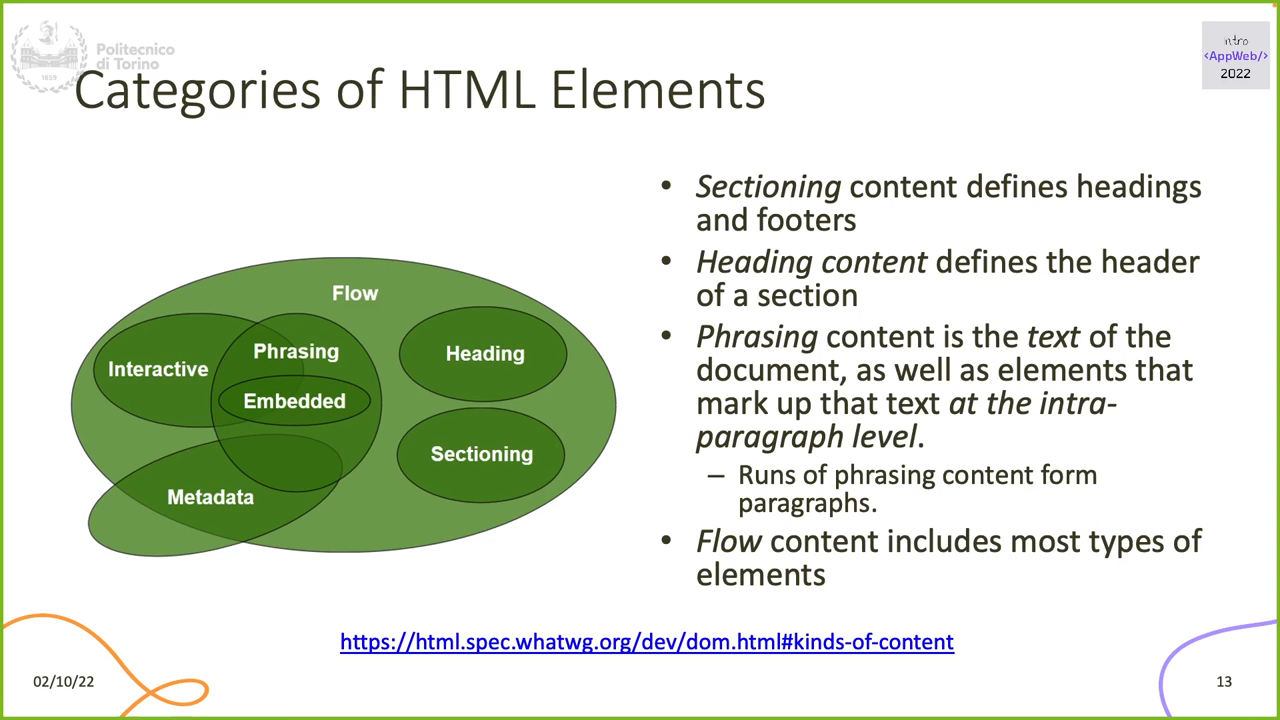 Politecnico
di Torino
1859
intro
<AppWeb/>
2022
Categories of HTML Elements
Flow
Interactive
Phrasing
Embedded
Metadata
Heading
Sectioning
• Sectioning content defines headings
and footers
• Heading content defines the header
of a section
• Phrasing content is the text of the
document, as well as elements that
mark up that text at the intra-
paragraph level.
– Runs of phrasing content form
paragraphs.
• Flow content includes most types of
elements
https://html.spec.whatwg.org/dev/dom.html#kinds-of-content
02/10/22
13